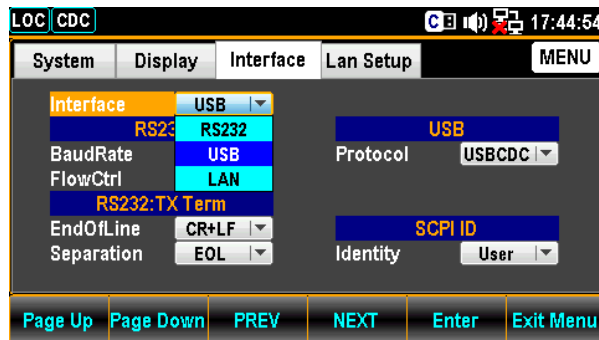 LOC CDC C 17:44:54
System Display Interface Lan Setup MENU
Interface USB
RS23 RS232 USB
BaudRate USB Protocol USBCDC
FlowCtrl LAN
RS232:TX Term
EndOfLine CR+LF SCPI ID
Separation EOL Identity User
Page Up Page Down PREV NEXT Enter Exit Menu